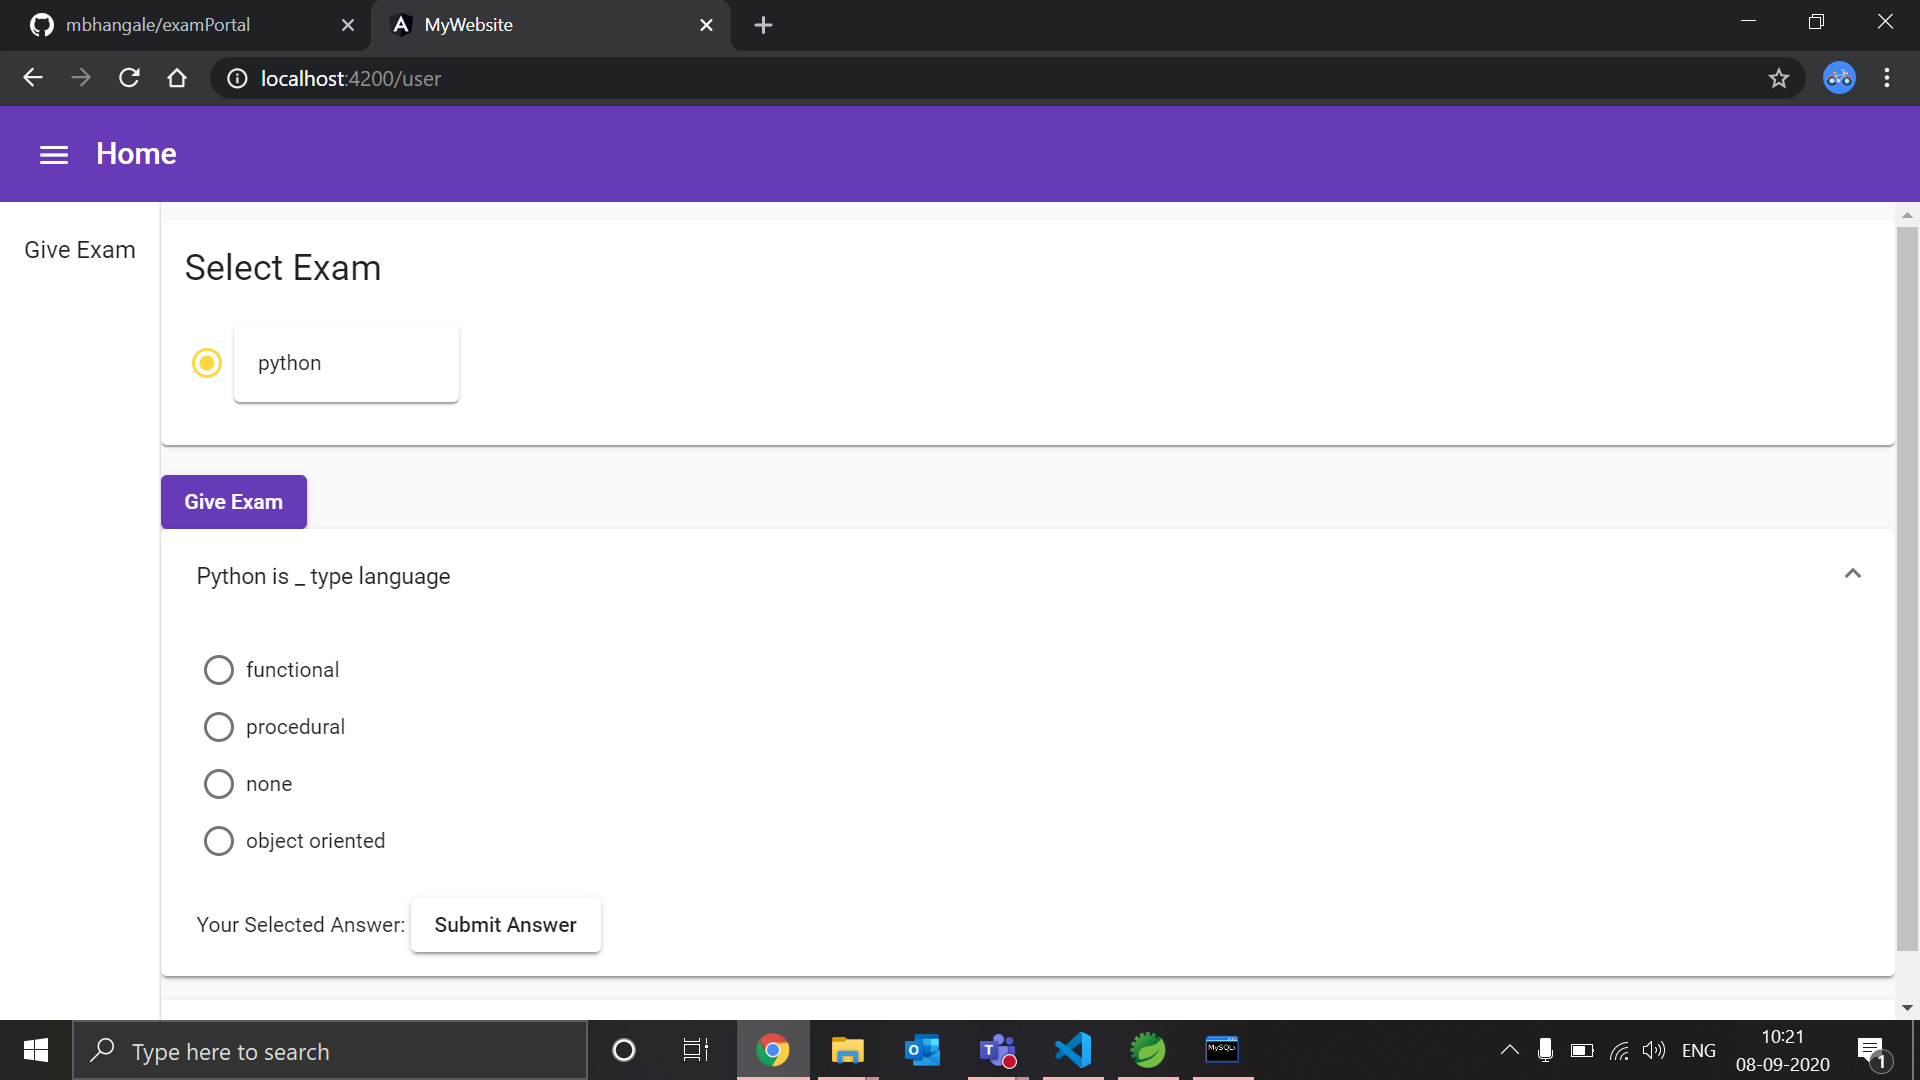 mbhangale/examPortal
MyWebsite
localhost:4200/user
Home
Give Exam
Select Exam
python
Give Exam
Python is _ type language
functional
procedural
none
object oriented
Your Selected Answer: Submit Answer
Type here to search
MySQL>
ENG
10:21
08-09-2020
1